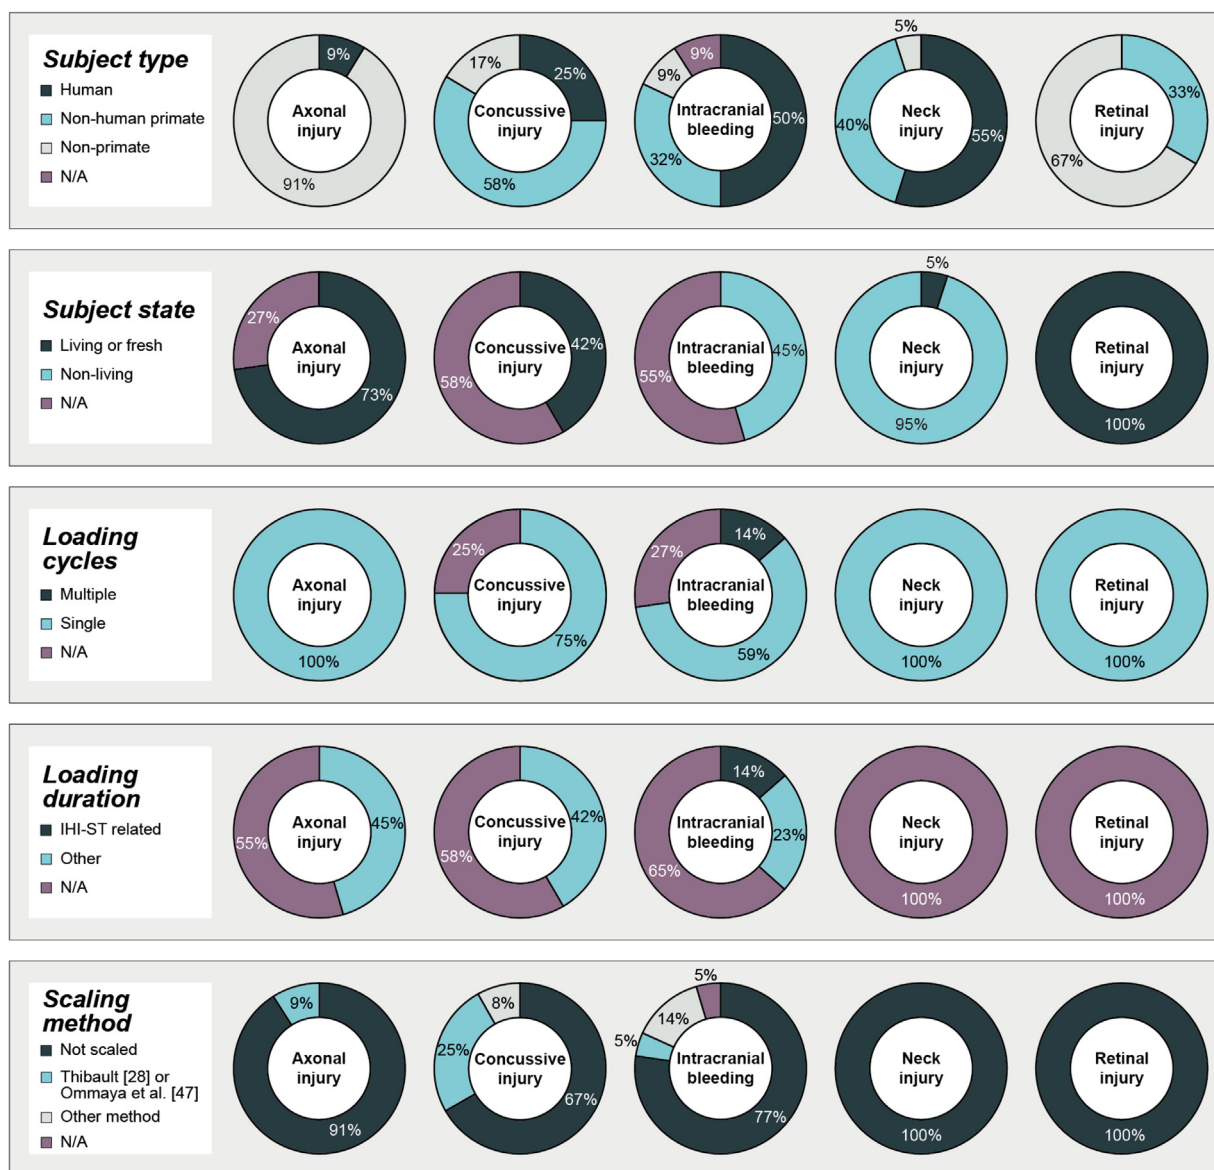 Subject type
Human
Non-human primate
Non-primate
N/A
9%
91%
Axonal
injury
17%
25%
58%
Concussive
injury
9%
9%
50%
32%
Intracranial
bleeding
5%
40%
55%
Neck
injury
33%
67%
Retinal
injury
Subject state
Living or fresh
Non-living
N/A
27%
73%
Axonal
injury
42%
58%
Concussive
injury
45%
55%
Intracranial
bleeding
5%
95%
Neck
injury
Retinal
injury
100%
Loading
cycles
Multiple
Single
N/A
Axonal
injury
100%
25%
Concussive
injury
75%
14%
27%
Intracranial
bleeding
59%
Neck
injury
100%
Retinal
injury
100%
Loading
duration
IHI-ST related
Other
N/A
Axonal
injury
45%
55%
Concussive
injury
42%
58%
14%
Intracranial
bleeding
23%
65%
Neck
injury
100%
Retinal
injury
100%
Scaling
method
Not scaled
Thibault [28] or
Ommaya et al. [47]
Other method
N/A
9%
Axonal
injury
91%
8%
25%
Concussive
injury
67%
5%
14%
5%
Intracranial
bleeding
77%
Neck
injury
100%
Retinal
injury
100%